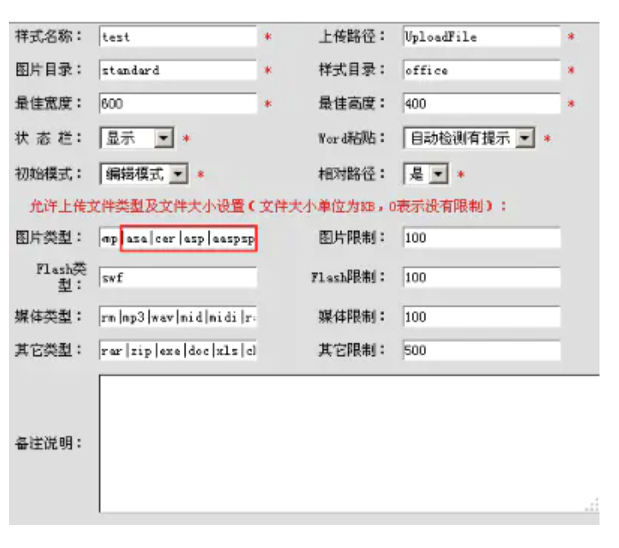 样式名称： test * 上传路径： UploadFile *
图片目录： standard * 样式目录： office *
最佳宽度： 600 * 最佳高度： 400 *
状 态 栏： 显示 * Word粘贴： 自动检测有提示 *
初始模式： 编辑模式 * 相对路径： 是 *
允许上传文件类型及文件大小设置（文件大小单位为KB，0表示没有限制）：
图片类型： mp|asa|cer|asp|aaspsp 图片限制： 100
Flash类
型： swf Flash限制： 100
媒体类型： rm|mp3|wav|mid|midi|r 媒体限制： 100
其它类型： rar|zip|exe|doc|xls|cl 其它限制： 500
备注说明：